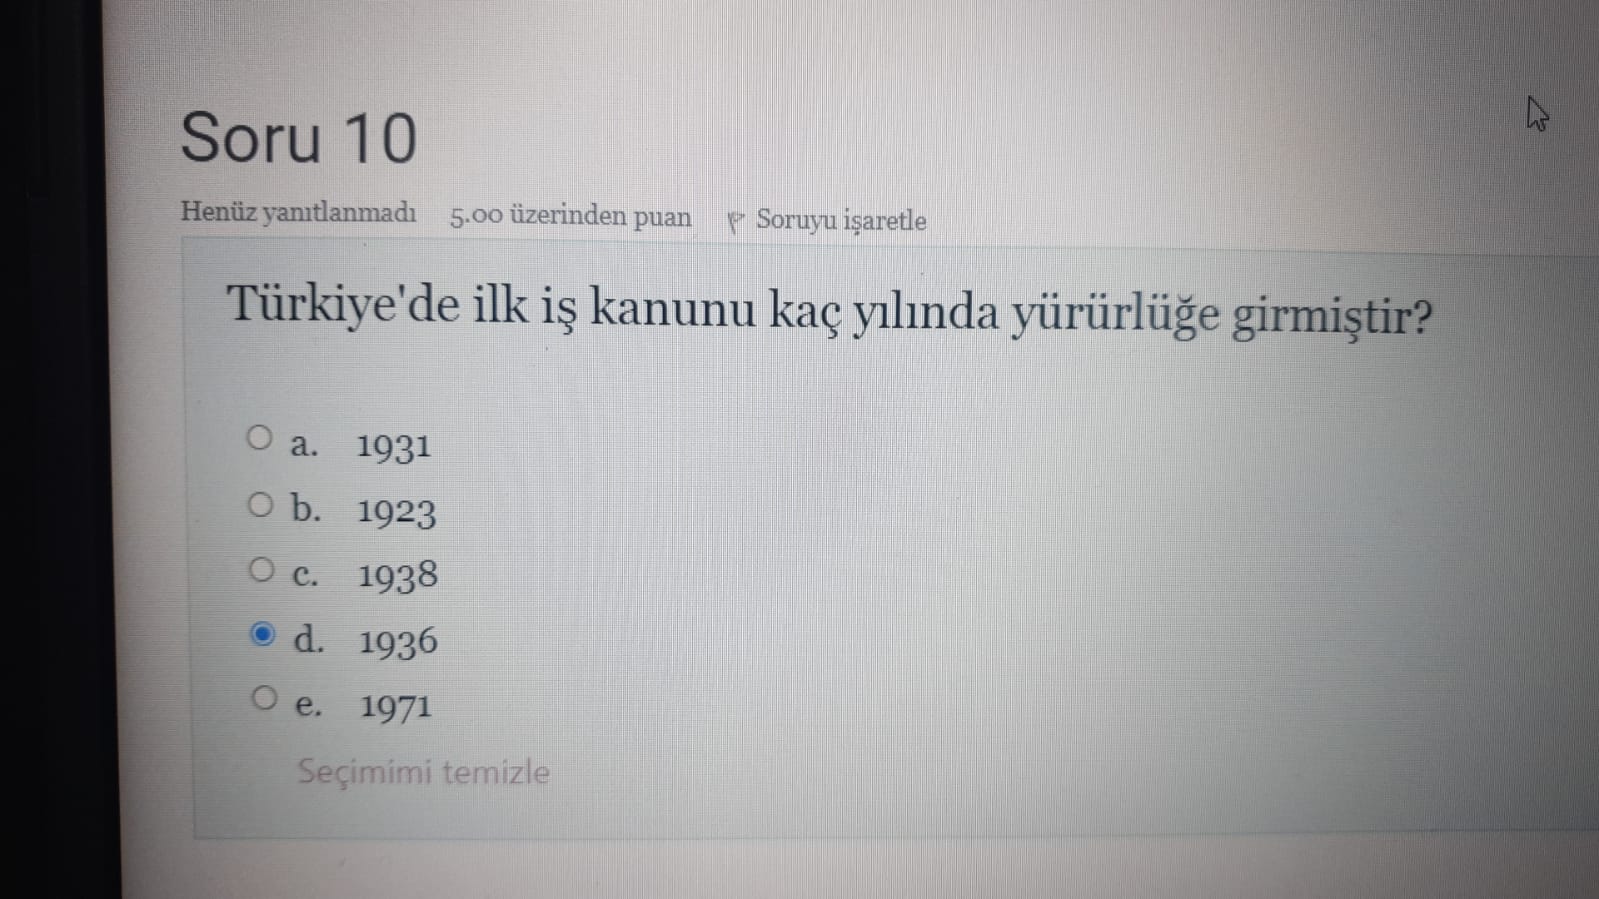 Soru 10
Henüz yanıtlanmadı 5.00 üzerinden puan Soruyu işaretle
Türkiye'de ilk iş kanunu kaç yılında yürürlüğe girmiştir?
a. 1931
b. 1923
c. 1938
d. 1936
e. 1971
Seçimimi temizle